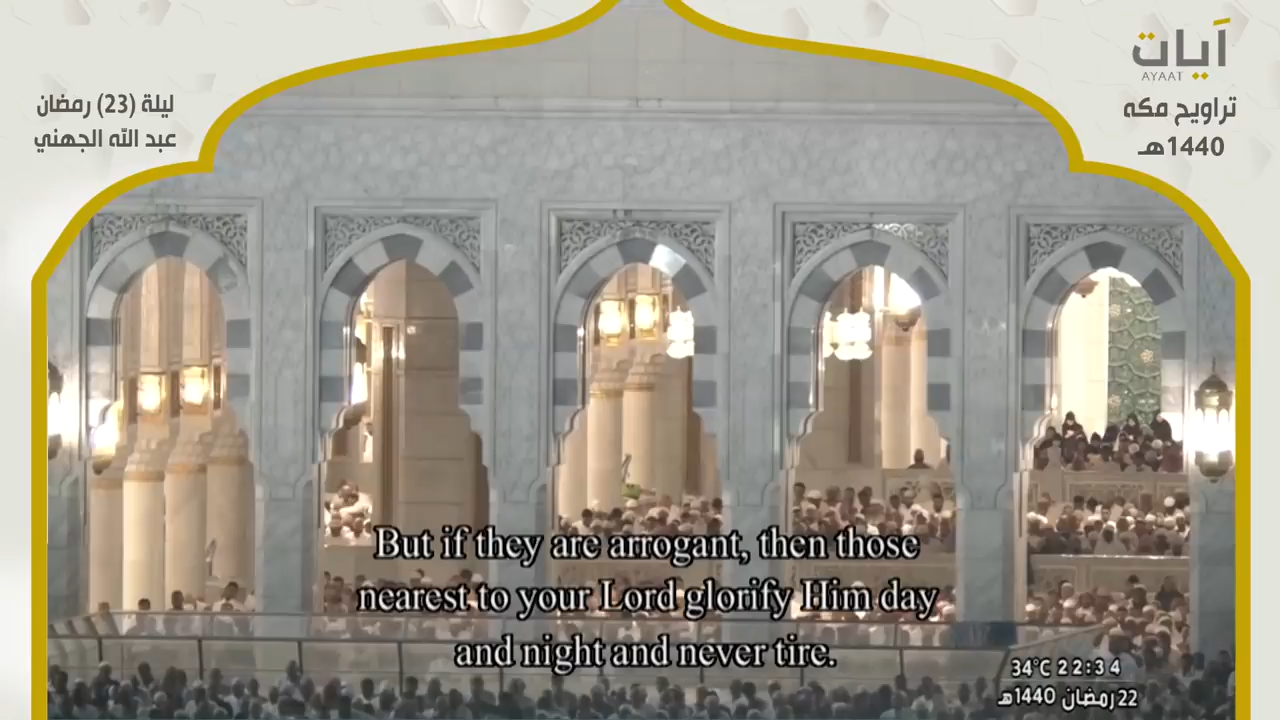 آيات
AYAAT
تراويح مكه
1440هـ
ليلة (23) رمضان
عبد الله الجهني
But if they are arrogant, then those
nearest to your Lord glorify Him day
and night and never tire.
34°C 22:34
22 رمضان 1440هـ